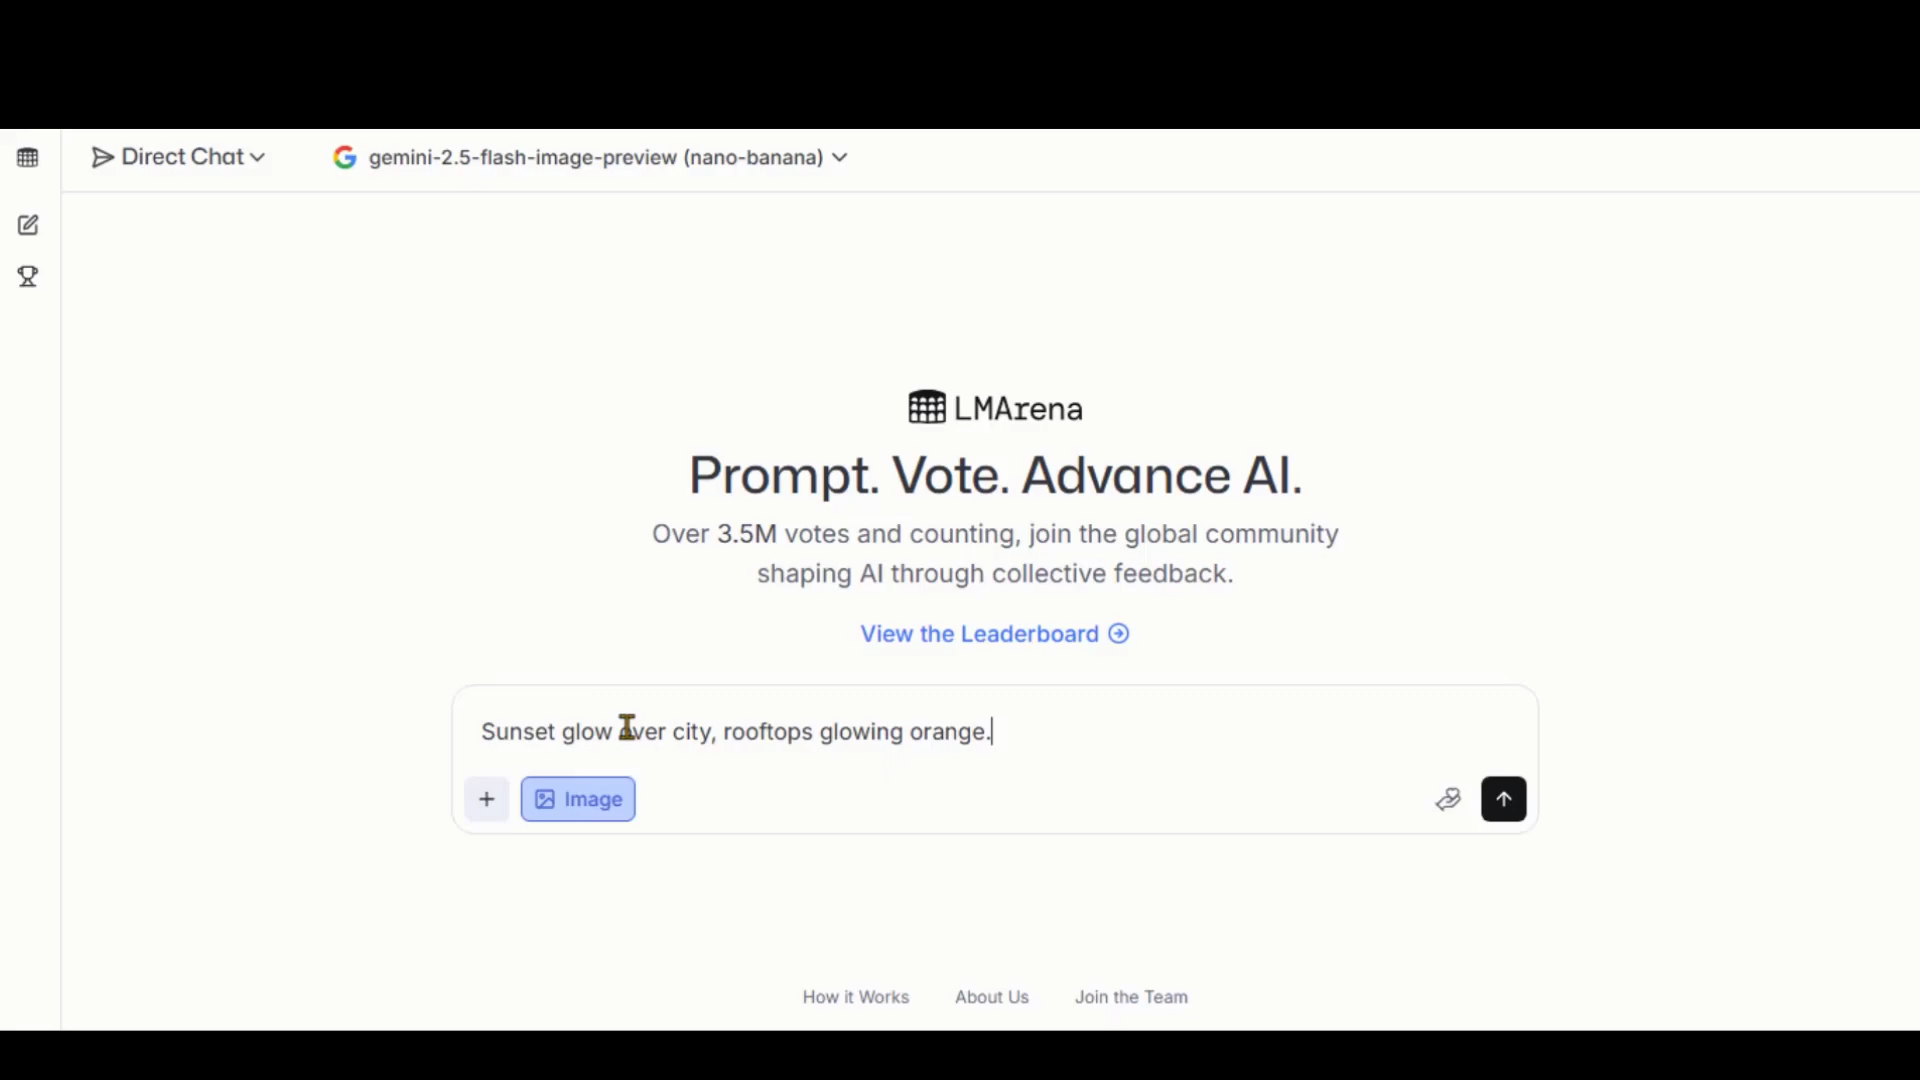 Direct Chat
gemini-2.5-flash-image-preview (nano-banana)
LMArena
Prompt. Vote. Advance AI.
Over 3.5M votes and counting, join the global community
shaping AI through collective feedback.
View the Leaderboard
Sunset glow over city, rooftops glowing orange.
Image
How it Works About Us Join the Team